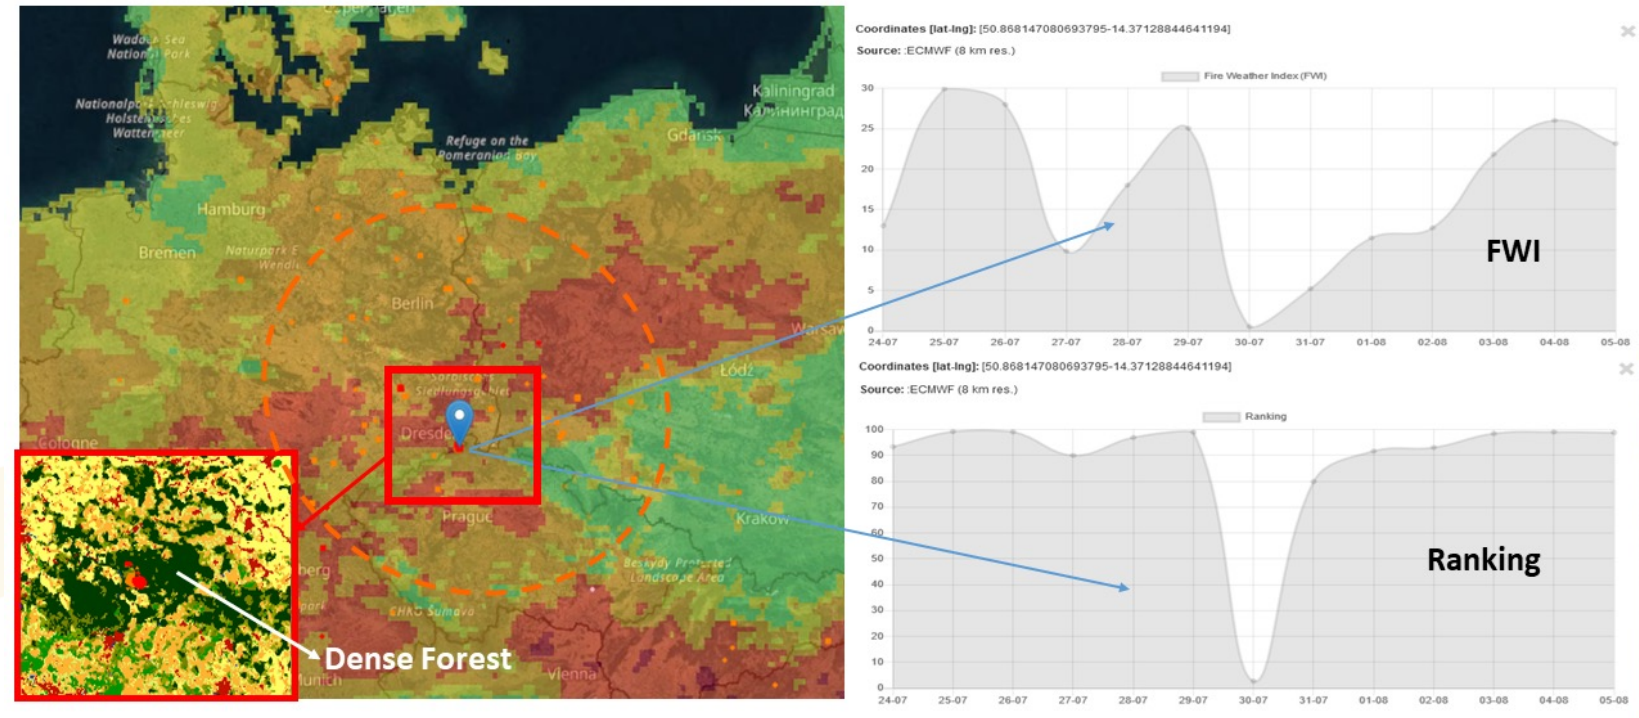 Wadden Sea
National Park
Kaliningrad
Калининград
Holsteinisches
Wattenmeer
Gdańsk
Refuge on the
Pomeranian Bay
Hamburg
Bremen
Naturpark E
Wendl
Berlin
Warsaw
Łódź
Siedlungsgebiet
Cologne
Dresde
Prague
Krakow
berg
Beskydy Protected
Landscape Area
park
CHKO Šumava
Dense Forest
Munich
Vienna
Coordinates [lat-lng]: [50.868147080693795-14.37128844641194]
Source: :ECMWF (8 km res.)
Fire Weather Index (FWI)
30
25
20
15
10
5
0
FWI
24-07 25-07 26-07 27-07 28-07 29-07 30-07 31-07 01-08 02-08 03-08 04-08 05-08
Coordinates [lat-lng]: [50.868147080693795-14.37128844641194]
Source: :ECMWF (8 km res.)
Ranking
100
90
80
70
60
50
40
30
20
10
0
Ranking
24-07 25-07 26-07 27-07 28-07 29-07 30-07 31-07 01-08 02-08 03-08 04-08 05-08